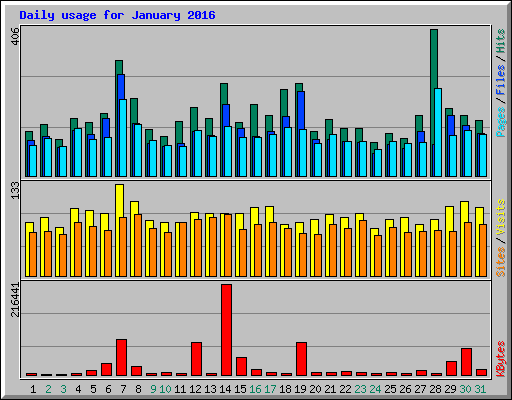 Daily usage for January 2016
406
Pages / Files / Hits
133
Sites / Visits
216441
KBytes
1 2 3 4 5 6 7 8 9 10 11 12 13 14 15 16 17 18 19 20 21 22 23 24 25 26 27 28 29 30 31